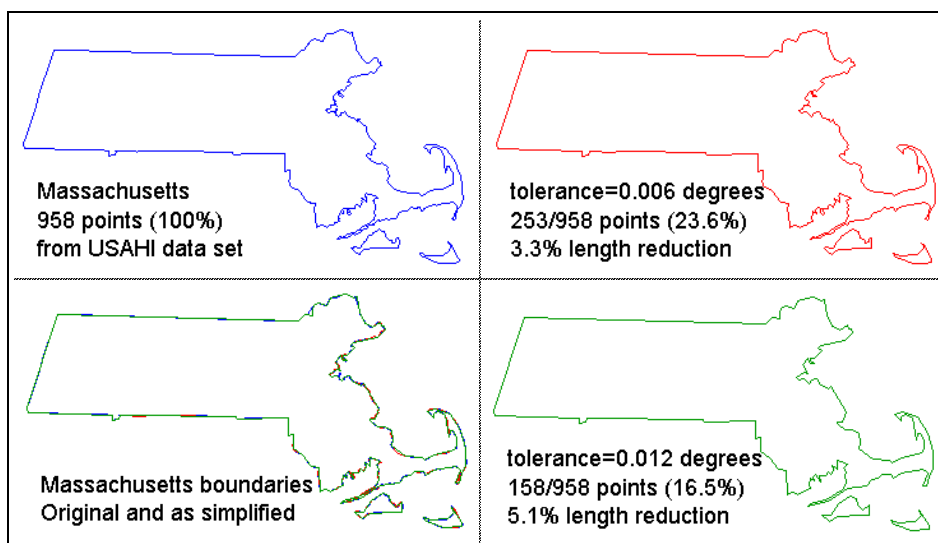 Massachusetts
958 points (100%)
from USAHI data set
tolerance=0.006 degrees
253/958 points (23.6%)
3.3% length reduction
Massachusetts boundaries
Original and as simplified
tolerance=0.012 degrees
158/958 points (16.5%)
5.1% length reduction